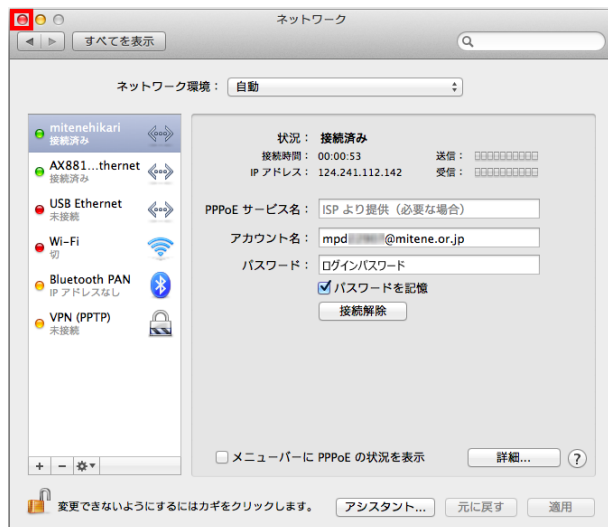 ネットワーク
すべてを表示
ネットワーク環境： 自動
mitenehikari
接続済み
AX881...thernet
接続済み
USB Ethernet
未接続
Wi-Fi
切
Bluetooth PAN
IP アドレスなし
VPN (PPTP)
未接続
状況： 接続済み
接続時間： 00:00:53 送信：
IP アドレス： 124.241.112.142 受信：
PPPoE サービス名： ISP より提供（必要な場合）
アカウント名： mpd @mitene.or.jp
パスワード： ログインパスワード
パスワードを記憶
接続解除
メニューバーに PPPoE の状況を表示 詳細... ?
+ −
変更できないようにするにはカギをクリックします。 アシスタント... 元に戻す 適用